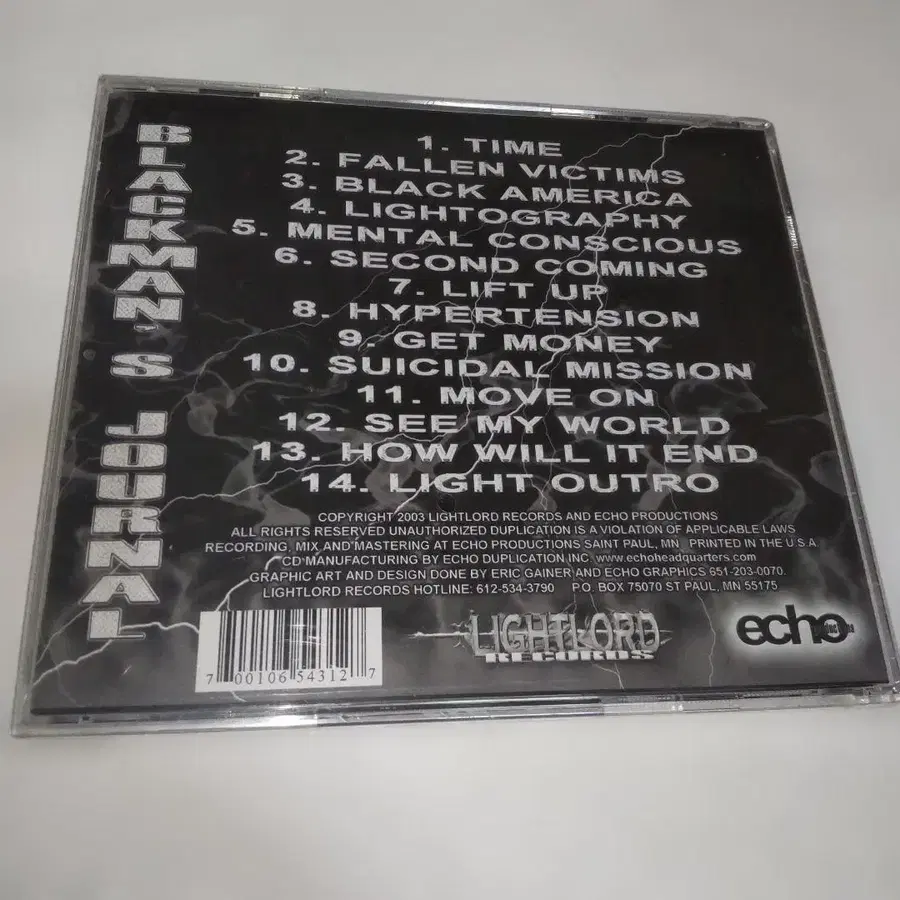 BLACKMAN'S JOURNAL
1. TIME
2. FALLEN VICTIMS
3. BLACK AMERICA
4. LIGHTOGRAPHY
5. MENTAL CONSCIOUS
6. SECOND COMING
7. LIFT UP
8. HYPERTENSION
9. GET MONEY
10. SUICIDAL MISSION
11. MOVE ON
12. SEE MY WORLD
13. HOW WILL IT END
14. LIGHT OUTRO
COPYRIGHT 2003 LIGHTLORD RECORDS AND ECHO PRODUCTIONS
ALL RIGHTS RESERVED UNAUTHORIZED DUPLICATION IS A VIOLATION OF APPLICABLE LAWS
RECORDING, MIX AND MASTERING AT ECHO PRODUCTIONS SAINT PAUL, MN PRINTED IN THE U.S.A.
CD MANUFACTURING BY ECHO DUPLICATION INC. www.echoheadquarters.com
GRAPHIC ART AND DESIGN DONE BY ERIC GAINER AND ECHO GRAPHICS 651-203-0070.
LIGHTLORD RECORDS HOTLINE: 612-534-3790 P.O. BOX 75070 ST PAUL, MN 55175
7 00106 54312 7
LIGHTLORD
RECORDS
echo